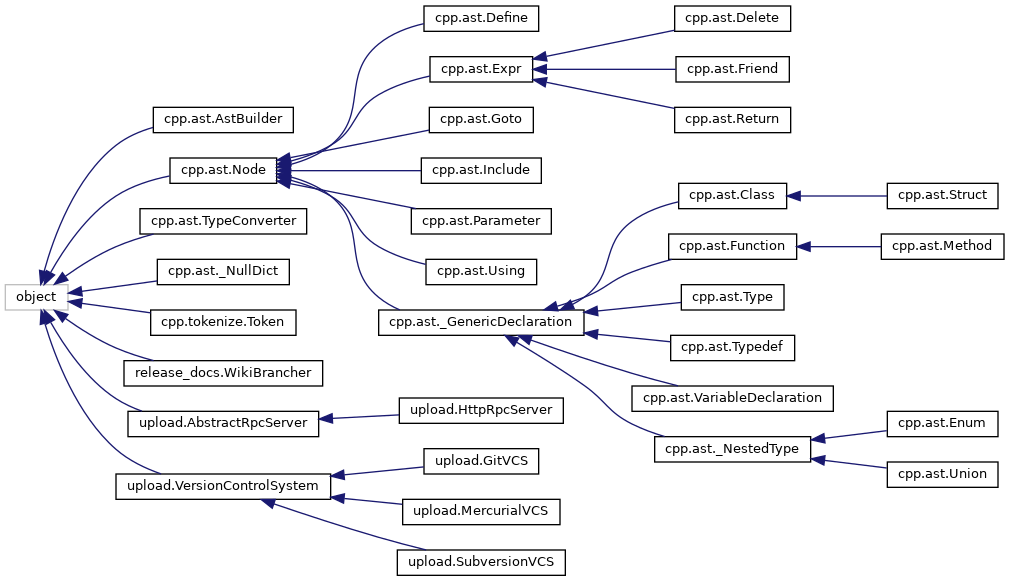 object
cpp.ast.AstBuilder
cpp.ast.Node
cpp.ast.TypeConverter
cpp.ast._NullDict
cpp.tokenize.Token
release_docs.WikiBrancher
upload.AbstractRpcServer
upload.VersionControlSystem
cpp.ast.Define
cpp.ast.Expr
cpp.ast.Goto
cpp.ast.Include
cpp.ast.Parameter
cpp.ast.Using
cpp.ast._GenericDeclaration
upload.HttpRpcServer
upload.GitVCS
upload.MercurialVCS
upload.SubversionVCS
cpp.ast.Delete
cpp.ast.Friend
cpp.ast.Return
cpp.ast.Class
cpp.ast.Function
cpp.ast.Type
cpp.ast.Typedef
cpp.ast.VariableDeclaration
cpp.ast._NestedType
cpp.ast.Struct
cpp.ast.Method
cpp.ast.Enum
cpp.ast.Union